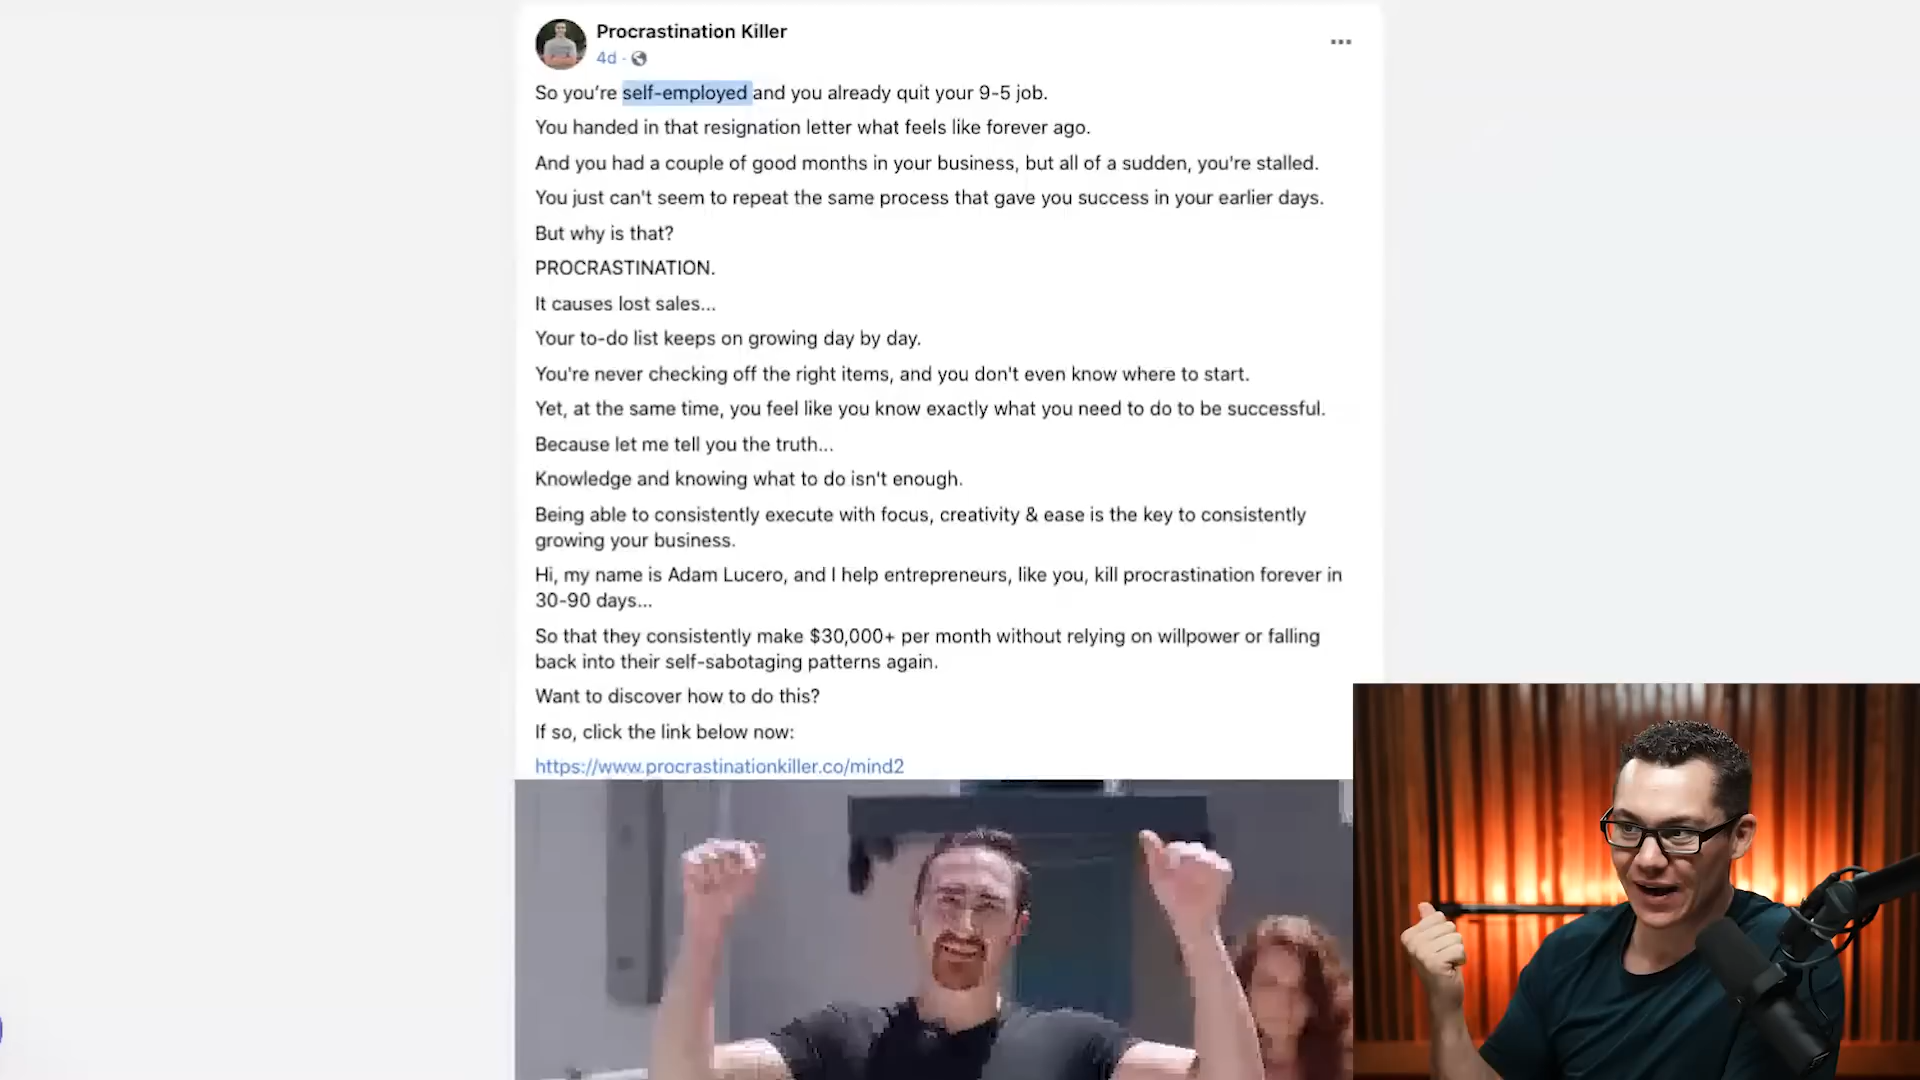 Procrastination Killer
4d ·
So you’re self-employed and you already quit your 9-5 job.
You handed in that resignation letter what feels like forever ago.
And you had a couple of good months in your business, but all of a sudden, you're stalled.
You just can't seem to repeat the same process that gave you success in your earlier days.
But why is that?
PROCRASTINATION.
It causes lost sales...
Your to-do list keeps on growing day by day.
You're never checking off the right items, and you don't even know where to start.
Yet, at the same time, you feel like you know exactly what you need to do to be successful.
Because let me tell you the truth...
Knowledge and knowing what to do isn't enough.
Being able to consistently execute with focus, creativity & ease is the key to consistently
growing your business.
Hi, my name is Adam Lucero, and I help entrepreneurs, like you, kill procrastination forever in
30-90 days...
So that they consistently make $30,000+ per month without relying on willpower or falling
back into their self-sabotaging patterns again.
Want to discover how to do this?
If so, click the link below now:
https://www.procrastinationkiller.co/mind2